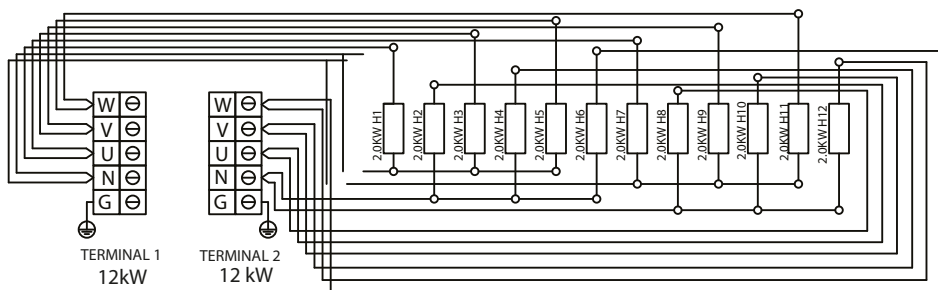 W
V
U
N
G
TERMINAL 1
12kW
W
V
U
N
G
TERMINAL 2
12 kW
2.0KW H1
2.0KW H2
2.0KW H3
2.0KW H4
2.0KW H5
2.0KW H6
2.0KW H7
2.0KW H8
2.0KW H9
2.0KW H10
2.0KW H11
2.0KW H12